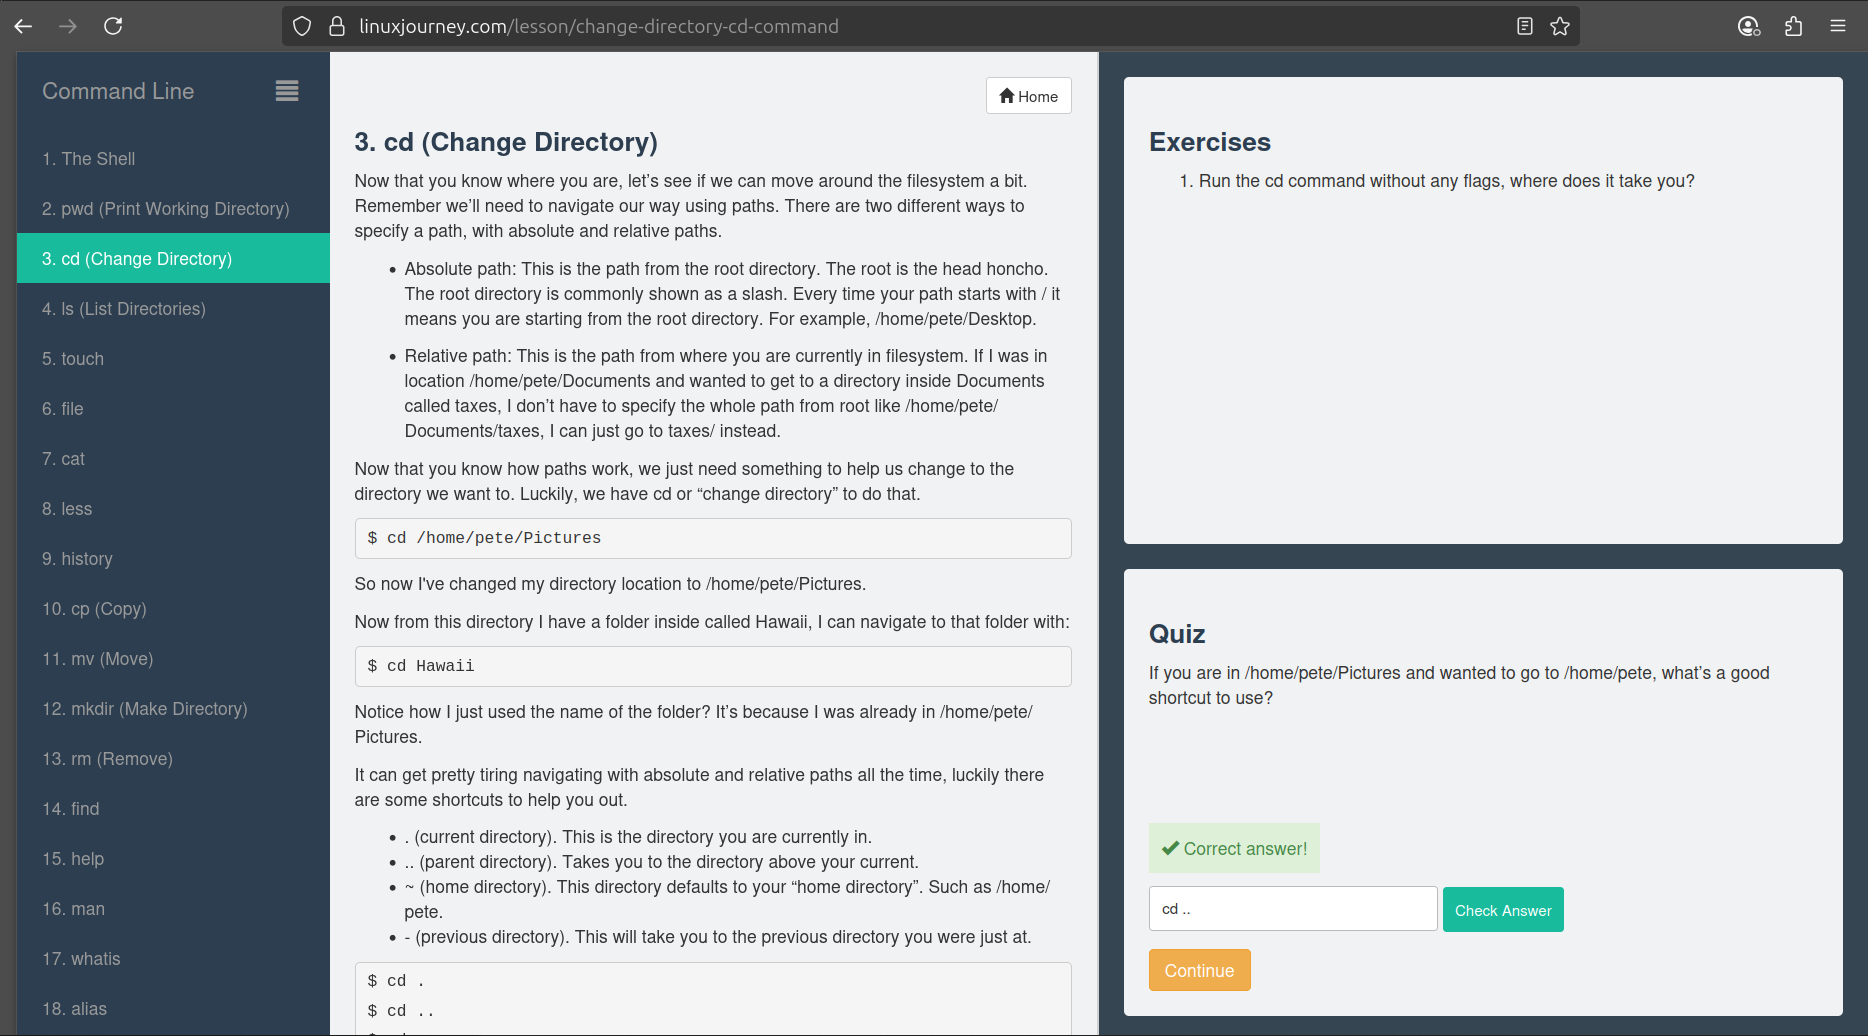 linuxjourney.com/lesson/change-directory-cd-command
Command Line
1. The Shell
2. pwd (Print Working Directory)
3. cd (Change Directory)
4. ls (List Directories)
5. touch
6. file
7. cat
8. less
9. history
10. cp (Copy)
11. mv (Move)
12. mkdir (Make Directory)
13. rm (Remove)
14. find
15. help
16. man
17. whatis
18. alias
Home
3. cd (Change Directory)
Now that you know where you are, let’s see if we can move around the filesystem a bit.
Remember we’ll need to navigate our way using paths. There are two different ways to
specify a path, with absolute and relative paths.
• Absolute path: This is the path from the root directory. The root is the head honcho.
The root directory is commonly shown as a slash. Every time your path starts with / it
means you are starting from the root directory. For example, /home/pete/Desktop.
• Relative path: This is the path from where you are currently in filesystem. If I was in
location /home/pete/Documents and wanted to get to a directory inside Documents
called taxes, I don’t have to specify the whole path from root like /home/pete/
Documents/taxes, I can just go to taxes/ instead.
Now that you know how paths work, we just need something to help us change to the
directory we want to. Luckily, we have cd or “change directory” to do that.
$ cd /home/pete/Pictures
So now I've changed my directory location to /home/pete/Pictures.
Now from this directory I have a folder inside called Hawaii, I can navigate to that folder with:
$ cd Hawaii
Notice how I just used the name of the folder? It’s because I was already in /home/pete/
Pictures.
It can get pretty tiring navigating with absolute and relative paths all the time, luckily there
are some shortcuts to help you out.
• . (current directory). This is the directory you are currently in.
• .. (parent directory). Takes you to the directory above your current.
• ~ (home directory). This directory defaults to your “home directory”. Such as /home/
pete.
• - (previous directory). This will take you to the previous directory you were just at.
$ cd .
$ cd ..
Exercises
1. Run the cd command without any flags, where does it take you?
Quiz
If you are in /home/pete/Pictures and wanted to go to /home/pete, what’s a good
shortcut to use?
Correct answer!
cd ..
Check Answer
Continue